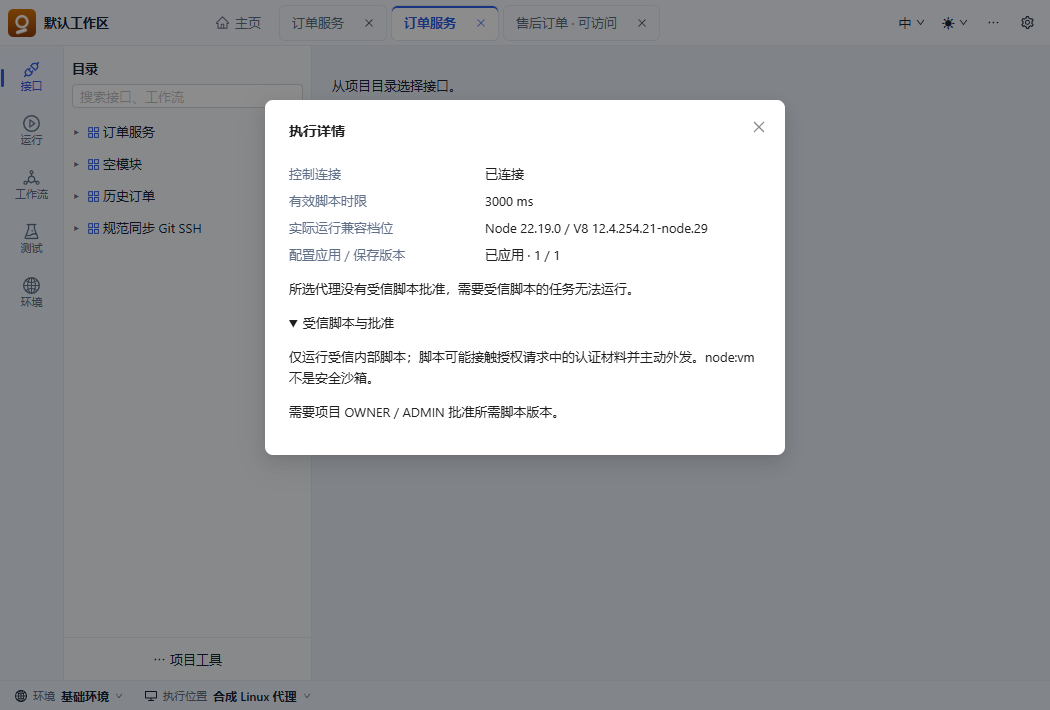 默认工作区
主页
订单服务
订单服务
售后订单 · 可访问
中
接口
运行
工作流
测试
环境
目录
搜索接口、工作流
订单服务
空模块
历史订单
规范同步 Git SSH
··· 项目工具
从项目目录选择接口。
执行详情
控制连接 已连接
有效脚本时限 3000 ms
实际运行兼容档位 Node 22.19.0 / V8 12.4.254.21-node.29
配置应用 / 保存版本 已应用 · 1 / 1
所选代理没有受信脚本批准，需要受信脚本的任务无法运行。
▼ 受信脚本与批准
仅运行受信内部脚本；脚本可能接触授权请求中的认证材料并主动外发。node:vm
不是安全沙箱。
需要项目 OWNER / ADMIN 批准所需脚本版本。
环境 基础环境 执行位置 合成 Linux 代理